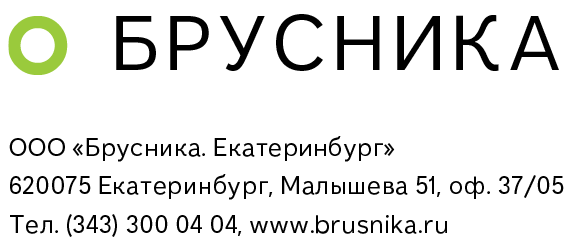 БРУСНИКА
ООО «Брусника. Екатеринбург»
620075 Екатеринбург, Малышева 51, оф. 37/05
Тел. (343) 300 04 04, www.brusnika.ru